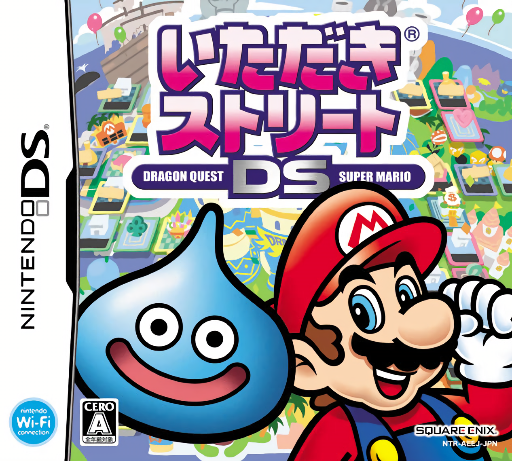 いただき®
ストリート
DRAGON QUEST DS SUPER MARIO
NINTENDO DS®
M
nintendo
Wi-Fi
connection
CERO
A
全年齢対象
SQUARE ENIX
NTR-ALEJ-JPN